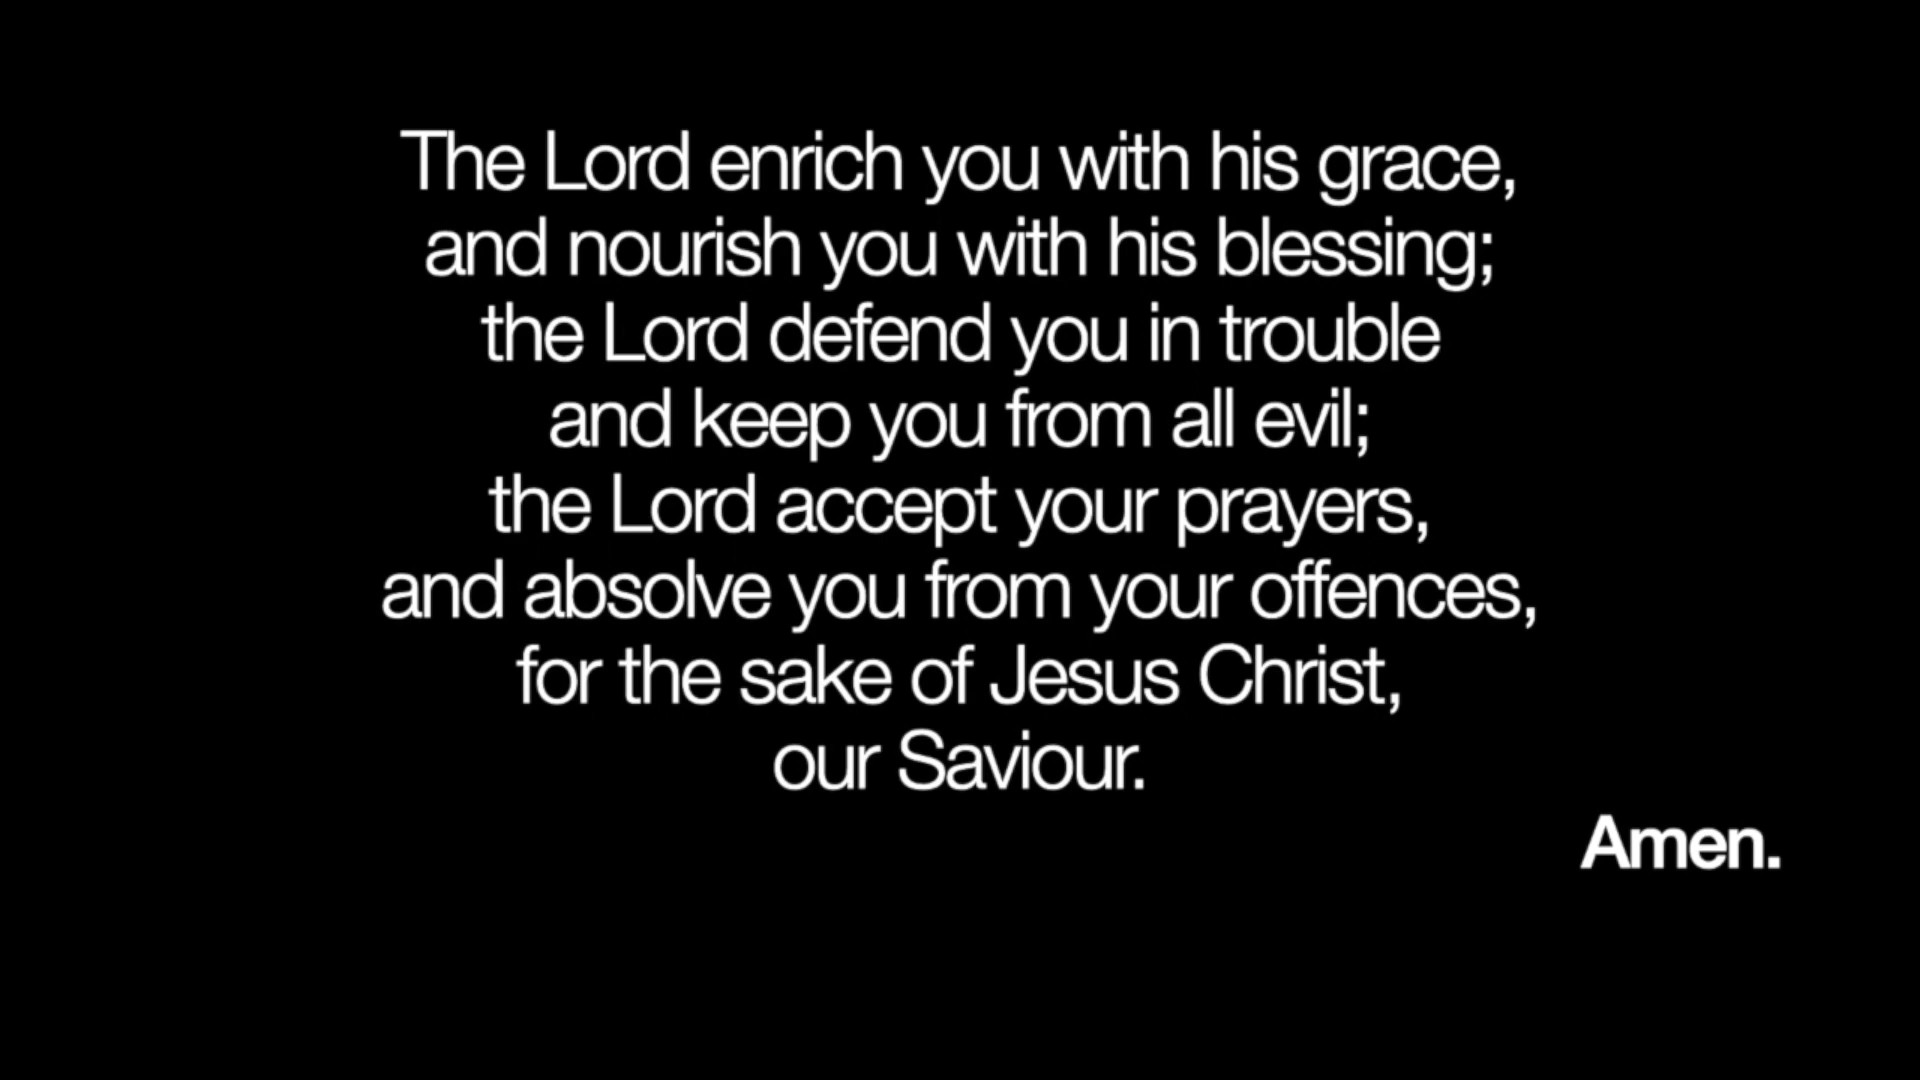 The Lord enrich you with his grace,
and nourish you with his blessing;
the Lord defend you in trouble
and keep you from all evil;
the Lord accept your prayers,
and absolve you from your offences,
for the sake of Jesus Christ,
our Saviour.
Amen.